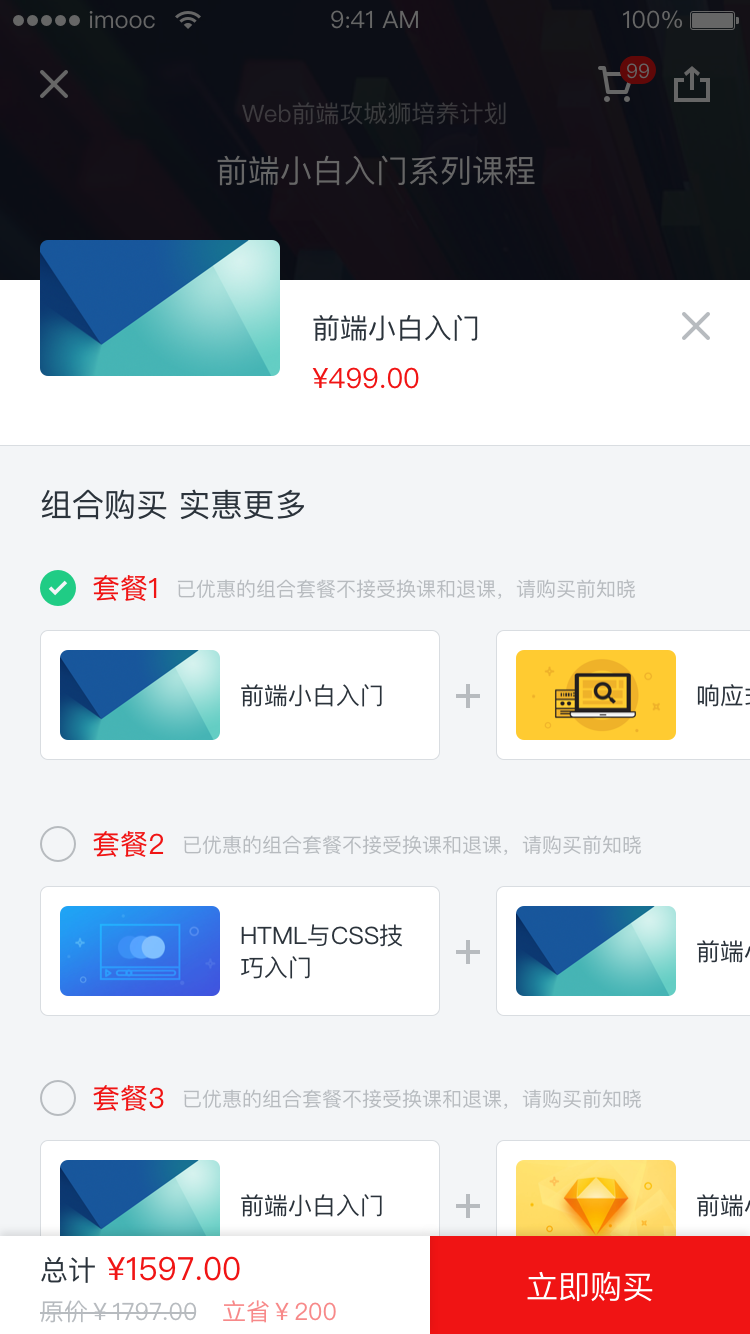 imooc 9:41 AM 100%
99
Web前端攻城狮培养计划
前端小白入门系列课程
前端小白入门
¥499.00
组合购买 实惠更多
套餐1 已优惠的组合套餐不接受换课和退课，请购买前知晓
前端小白入门 + 响应
套餐2 已优惠的组合套餐不接受换课和退课，请购买前知晓
HTML与CSS技
巧入门
+ 前端
套餐3 已优惠的组合套餐不接受换课和退课，请购买前知晓
前端小白入门 + 前端
总计 ¥1597.00
原价 ¥ 1797.00 立省 ¥ 200
立即购买